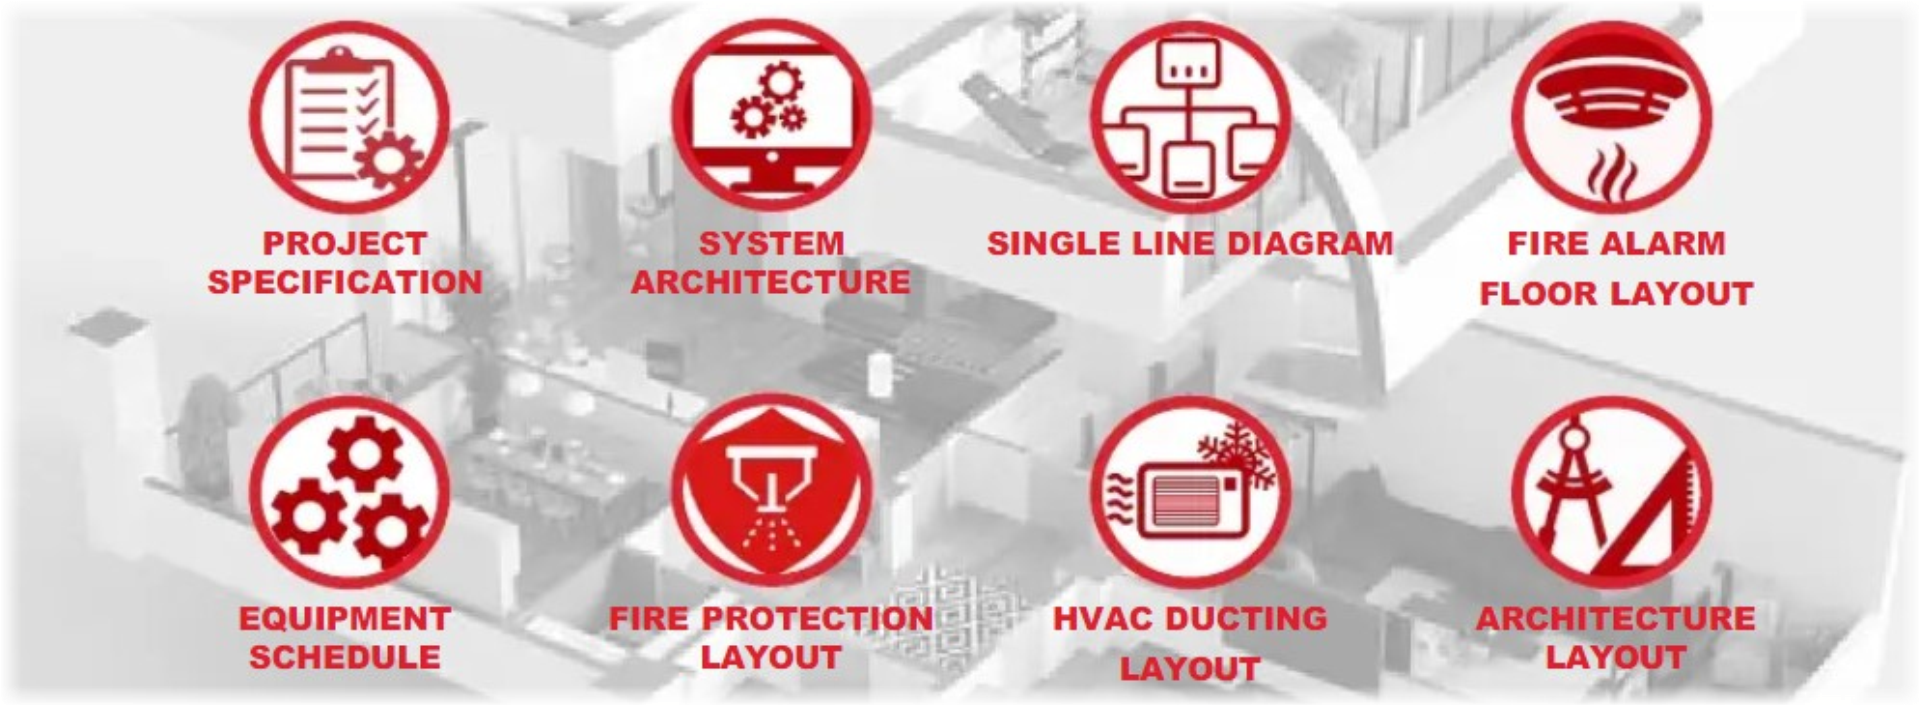 PROJECT
SPECIFICATION
SYSTEM
ARCHITECTURE
SINGLE LINE DIAGRAM
FIRE ALARM
FLOOR LAYOUT
EQUIPMENT
SCHEDULE
FIRE PROTECTION
LAYOUT
HVAC DUCTING
LAYOUT
ARCHITECTURE
LAYOUT